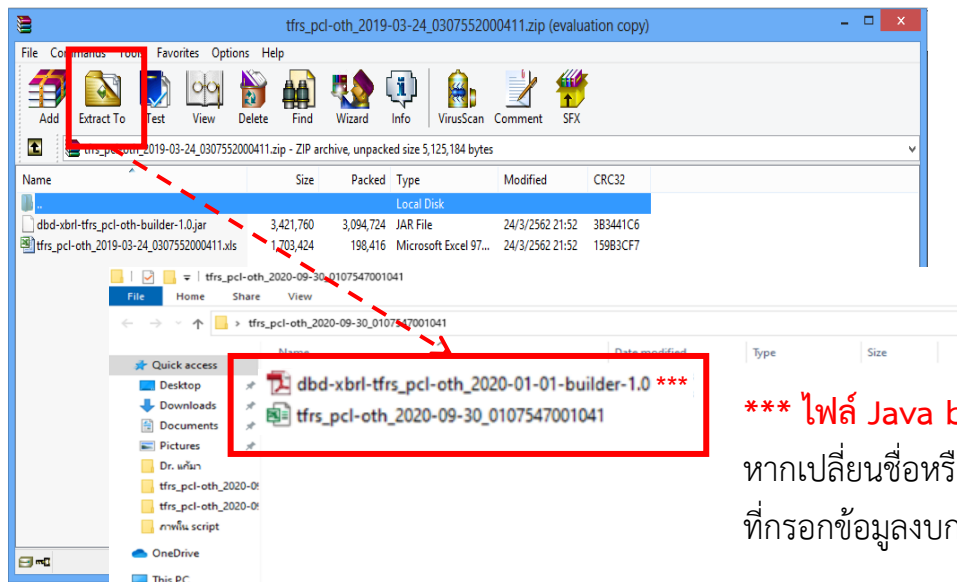 tfrs_pcl-oth_2019-03-24_0307552000411.zip (evaluation copy)
File Commands Tools Favorites Options Help
Add Extract To Test View Delete Find Wizard Info VirusScan Comment SFX
tfrs_pcl-oth_2019-03-24_0307552000411.zip - ZIP archive, unpacked size 5,125,184 bytes
Name Size Packed Type Modified CRC32
.. Local Disk
dbd-xbrl-tfrs_pcl-oth-builder-1.0.jar 3,421,760 3,094,724 JAR File 24/3/2562 21:52 3B3441C6
tfrs_pcl-oth_2019-03-24_0307552000411.xls 1,703,424 198,416 Microsoft Excel 97... 24/3/2562 21:52 159B3CF7
tfrs_pcl-oth_2020-09-30_0107547001041
File Home Share View
tfrs_pcl-oth_2020-09-30_0107547001041
Name Date modified Type Size
Quick access
Desktop
Downloads
Documents
Pictures
Dr. แก้มา
tfrs_pcl-oth_2020-0
tfrs_pcl-oth_2020-0
script
OneDrive
This PC
dbd-xbrl-tfrs_pcl-oth_2020-01-01-builder-1.0 ***
tfrs_pcl-oth_2020-09-30_0107547001041
*** ไฟล์ Java b
หากเปลี่ยนชื่อหรื
ที่กรอกข้อมูลงบก